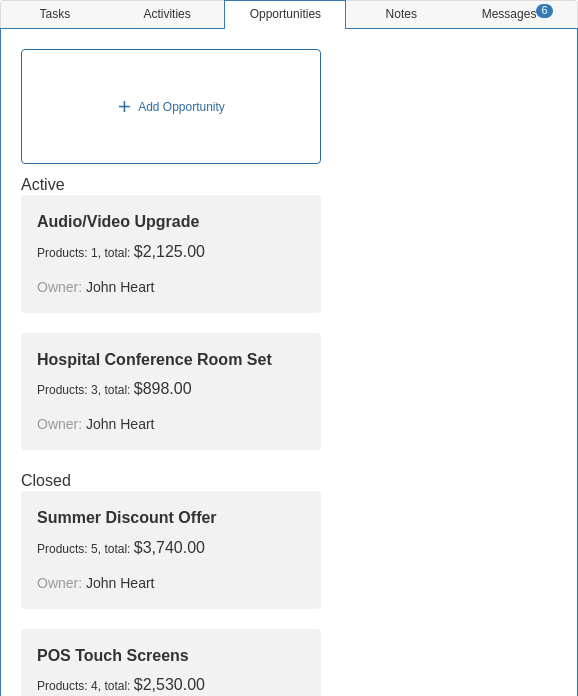 Tasks Activities Opportunities Notes Messages 6
+ Add Opportunity
Active
Audio/Video Upgrade
Products: 1, total: $2,125.00
Owner: John Heart
Hospital Conference Room Set
Products: 3, total: $898.00
Owner: John Heart
Closed
Summer Discount Offer
Products: 5, total: $3,740.00
Owner: John Heart
POS Touch Screens
Products: 4, total: $2,530.00